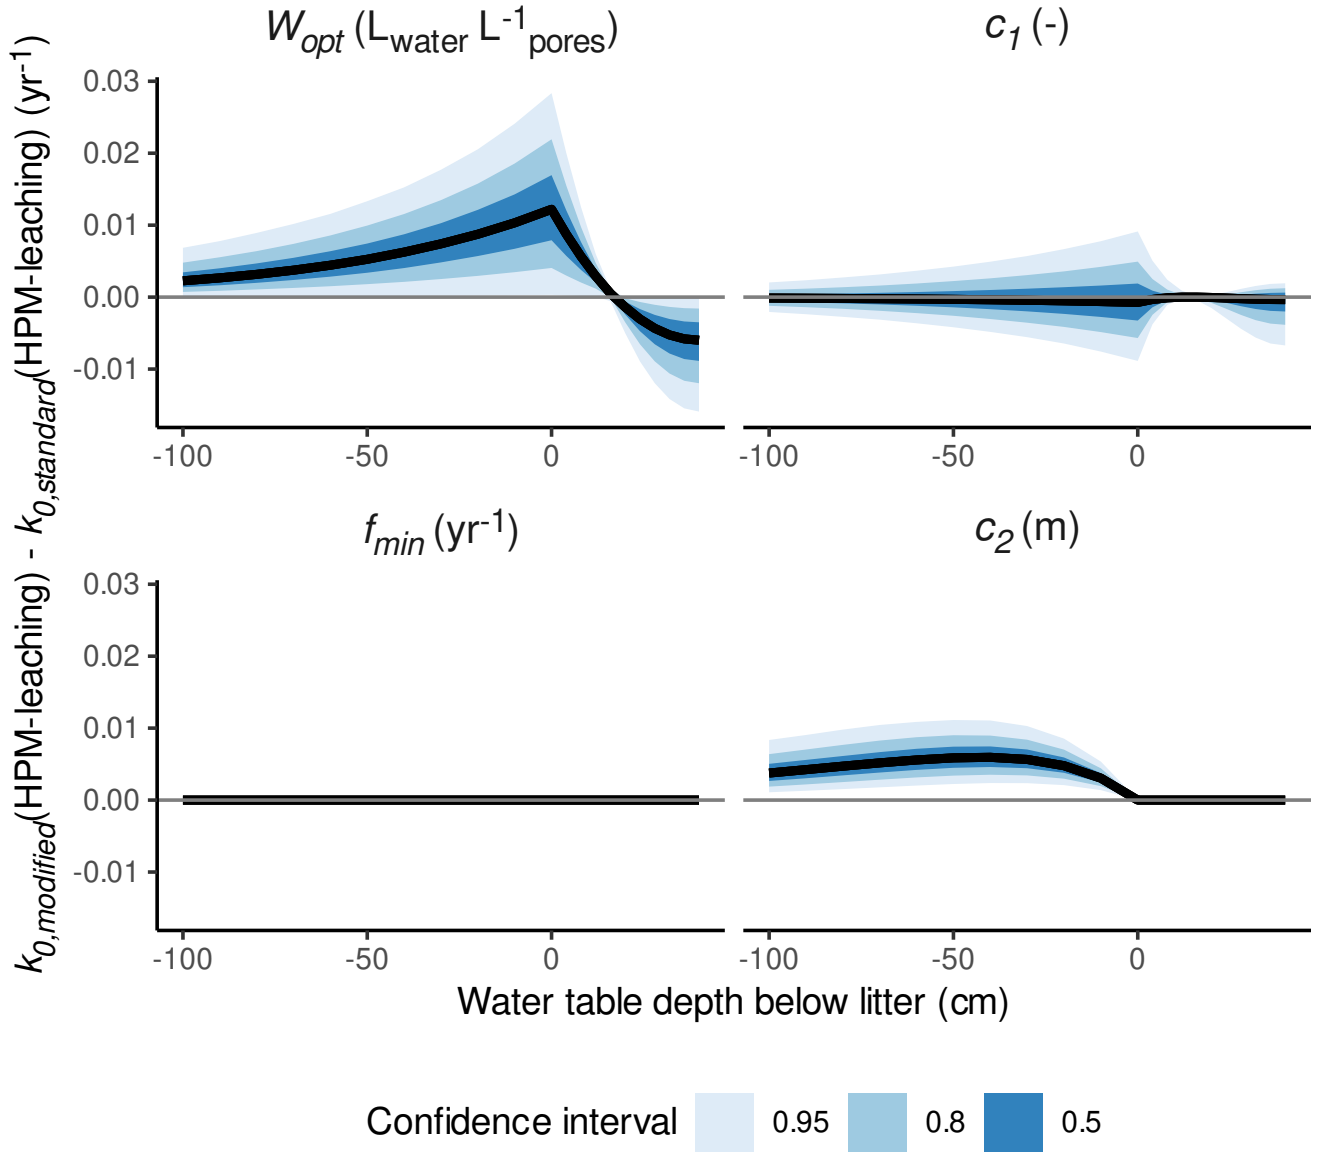 k0,modified(HPM-leaching) - k0,standard(HPM-leaching) (yr-1)
Wopt (Lwater L-1pores)
c1 (-)
0.03
0.02
0.01
0.00
-0.01
-100 -50 0
-100 -50 0
fmin (yr-1)
c2 (m)
0.03
0.02
0.01
0.00
-0.01
-100 -50 0
-100 -50 0
Water table depth below litter (cm)
Confidence interval 0.95 0.8 0.5